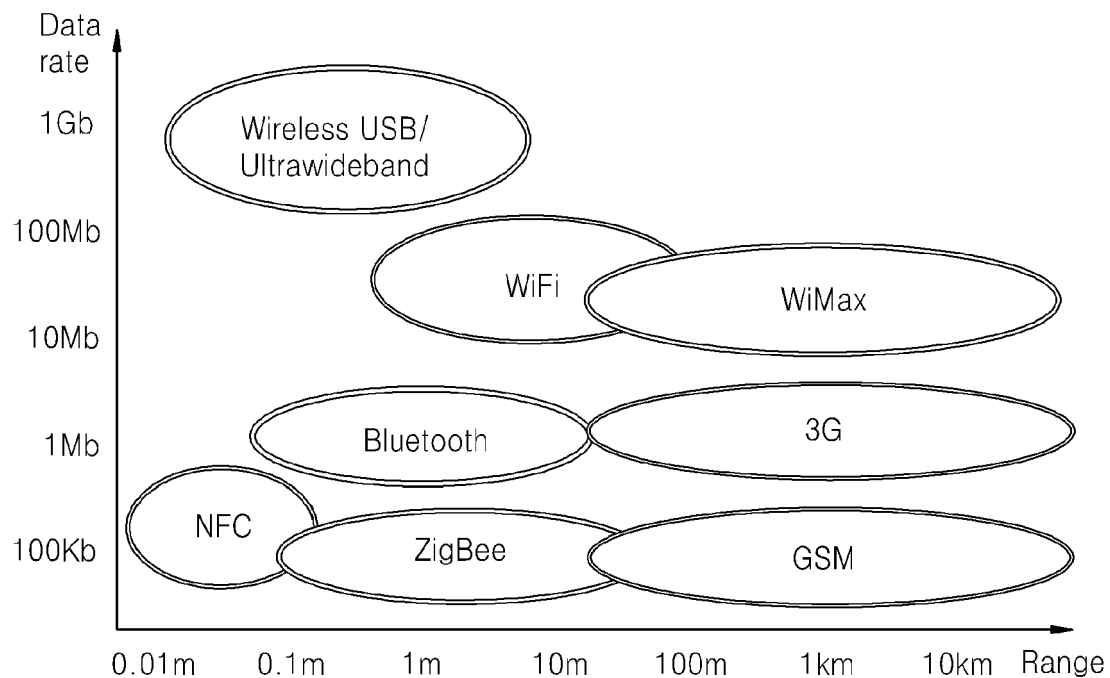 Data
rate
1Gb
Wireless USB/
Ultrawideband
100Mb
WiFi
WiMax
10Mb
Bluetooth
3G
1Mb
NFC
ZigBee
GSM
100Kb
0.01m 0.1m 1m 10m 100m 1km 10km Range